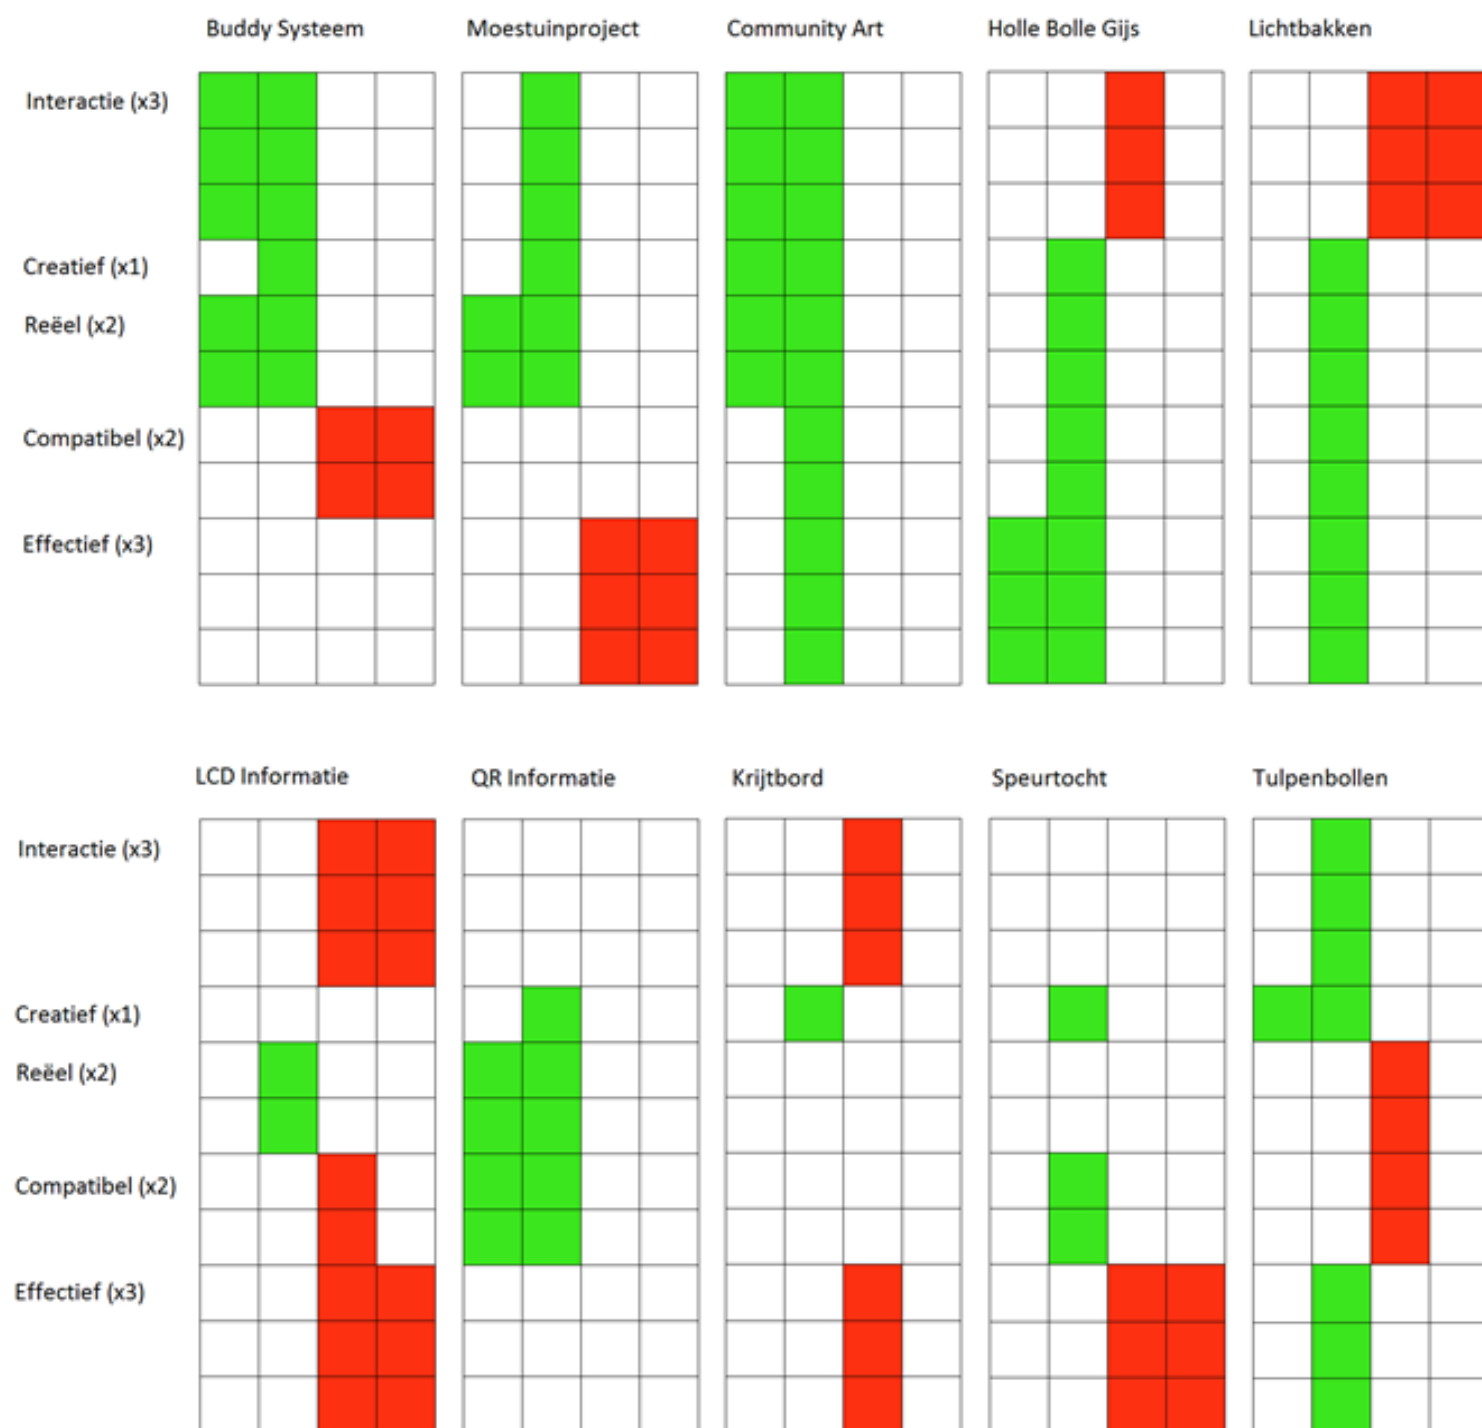 Buddy Systeem
Moestuinproject
Community Art
Holle Bolle Gijs
Lichtbakken
Interactie (x3)
Creatief (x1)
Reëel (x2)
Compatibel (x2)
Effectief (x3)
LCD Informatie
QR Informatie
Krijtbord
Speurtocht
Tulpenbollen
Interactie (x3)
Creatief (x1)
Reëel (x2)
Compatibel (x2)
Effectief (x3)